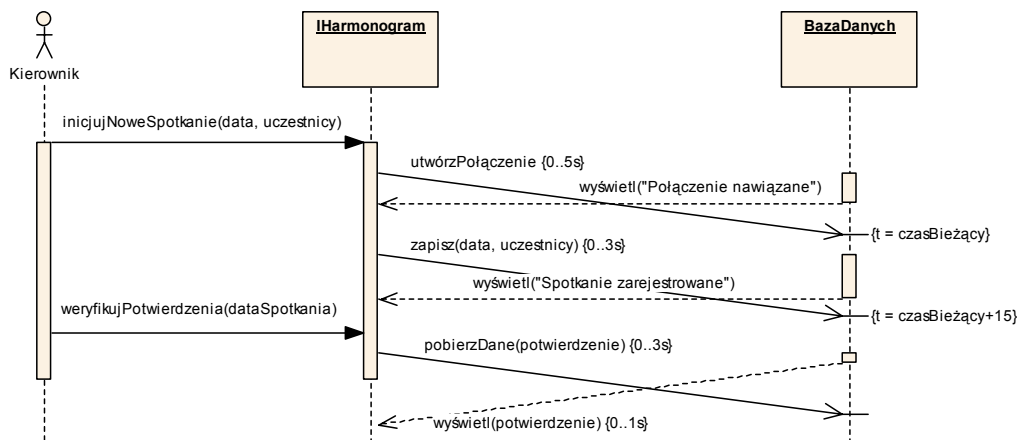 IHarmonogram
BazaDanych
Kierownik
inicjujNoweSpotkanie(data, uczestnicy)
utwórzPołączenie {0..5s}
wyświetl("Połączenie nawiązane")
{t = czasBieżący}
zapisz(data, uczestnicy) {0..3s}
wyświetl("Spotkanie zarejestrowane")
weryfikujPotwierdzenia(dataSpotkania)
{t = czasBieżący+15}
pobierzDane(potwierdzenie) {0..3s}
wyświetl(potwierdzenie) {0..1s}